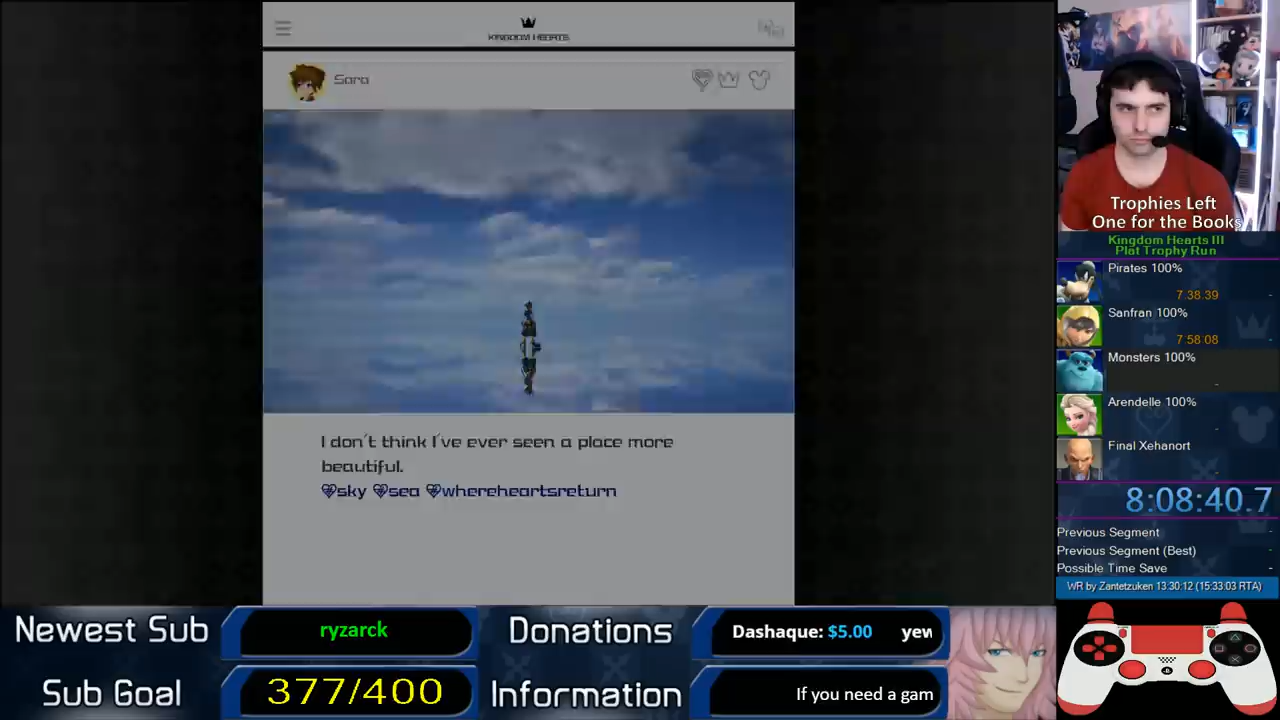 KINGDOM HEARTS
Sora
I don't think I've ever seen a place more
beautiful.
sky sea whereheartsreturn
Trophies Left
One for the Books
Kingdom Hearts III
Plat Trophy Run
Pirates 100%
7:38:39 -
Sanfran 100%
7:58:08 -
Monsters 100%
-
Arendelle 100%
-
Final Xehanort
-
8:08:40.7
Previous Segment -
Previous Segment (Best) -
Possible Time Save -
WR by Zantetzuken 13:30:12 (15:33:03 RTA)
Newest Sub
ryzarck
Donations
Dashaque: $5.00 yew
Sub Goal
377/400
Information
If you need a gam